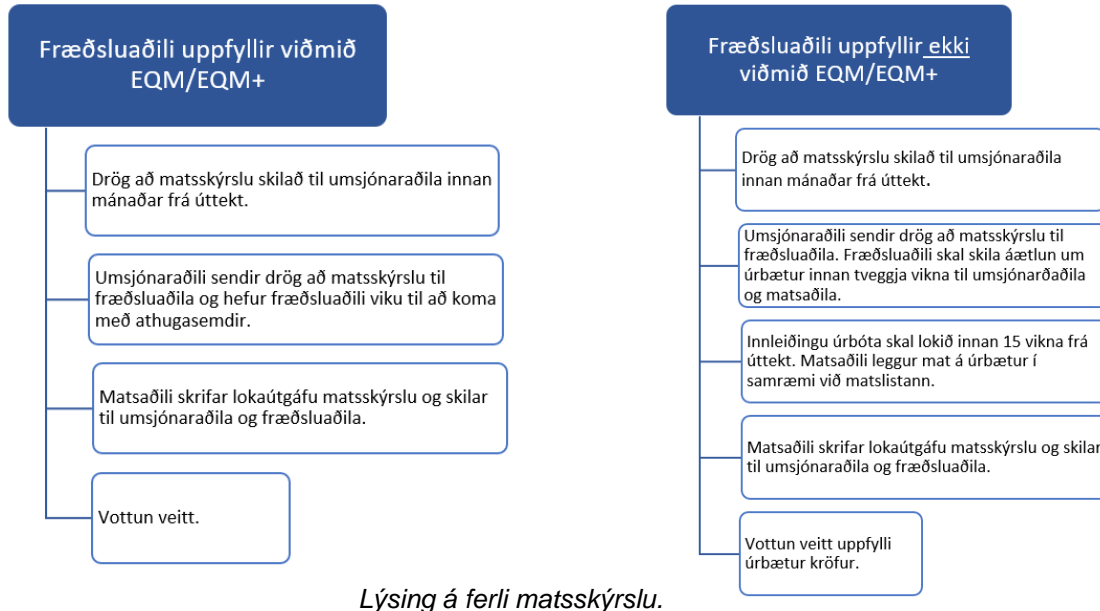 Fræðsluaðili uppfyllir viðmið
EQM/EQM+
Drög að matsskýrslu skilað til umsjónaraðila innan
mánaðar frá úttekt.
Umsjónaraðili sendir drög að matsskýrslu til
fræðsluaðila og hefur fræðsluaðili viku til að koma
með athugasemdir.
Matsaðili skrifar lokaútgáfu matsskýrslu og skilar
til umsjónaraðila og fræðsluaðila.
Vottun veitt.
Fræðsluaðili uppfyllir ekki
viðmið EQM/EQM+
Drög að matsskýrslu skilað til umsjónaraðila
innan mánaðar frá úttekt.
Umsjónaraðili sendir drög að matsskýrslu til
fræðsluaðila. Fræðsluaðili skal skila áætlun um
úrbætur innan tveggja vikna til umsjónarðaðila
og matsaðila.
Innleiðingu úrbóta skal lokið innan 15 vikna frá
úttekt. Matsaðili leggur mat á úrbætur í
samræmi við matslistann.
Matsaðili skrifar lokaútgáfu matsskýrslu og skilar
til umsjónaraðila og fræðsluaðila.
Vottun veitt uppfylli
úrbætur kröfur.
Lýsing á ferli matsskýrslu.